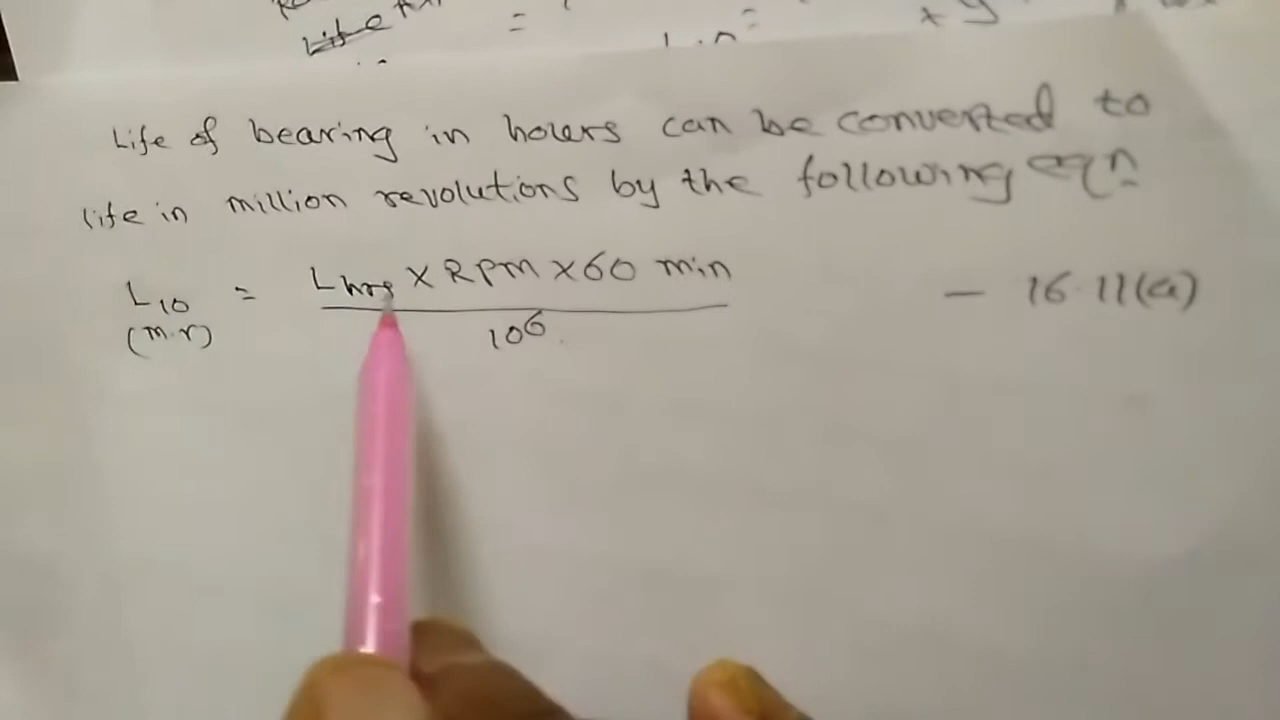 Life
=
Life of bearing in hours can be converted to
life in million revolutions by the following eqn
L10 = Lhrs X RPM X 60 min / 10^6 — 16.11(a)
(m.r)